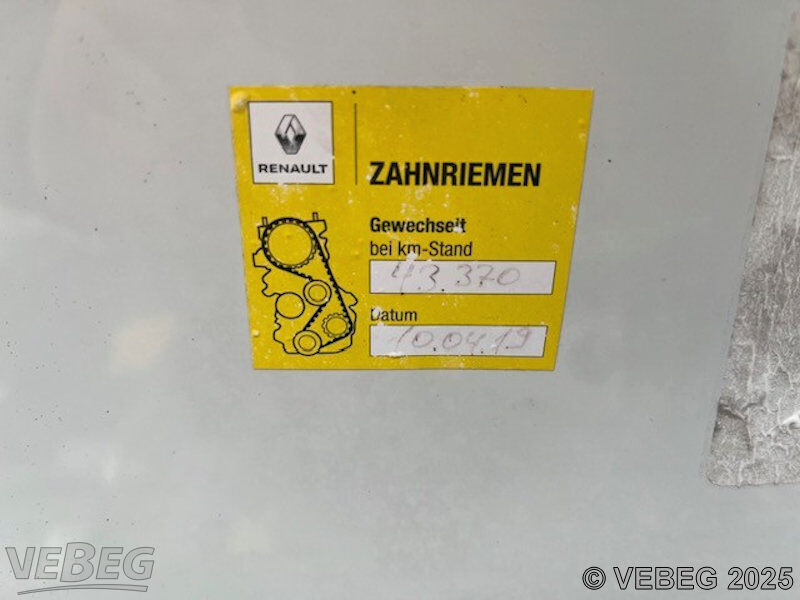 RENAULT
ZAHNRIEMEN
Gewechselt
bei km-Stand
43.370
Datum
10.04.19
VEBEG
© VEBEG 2025